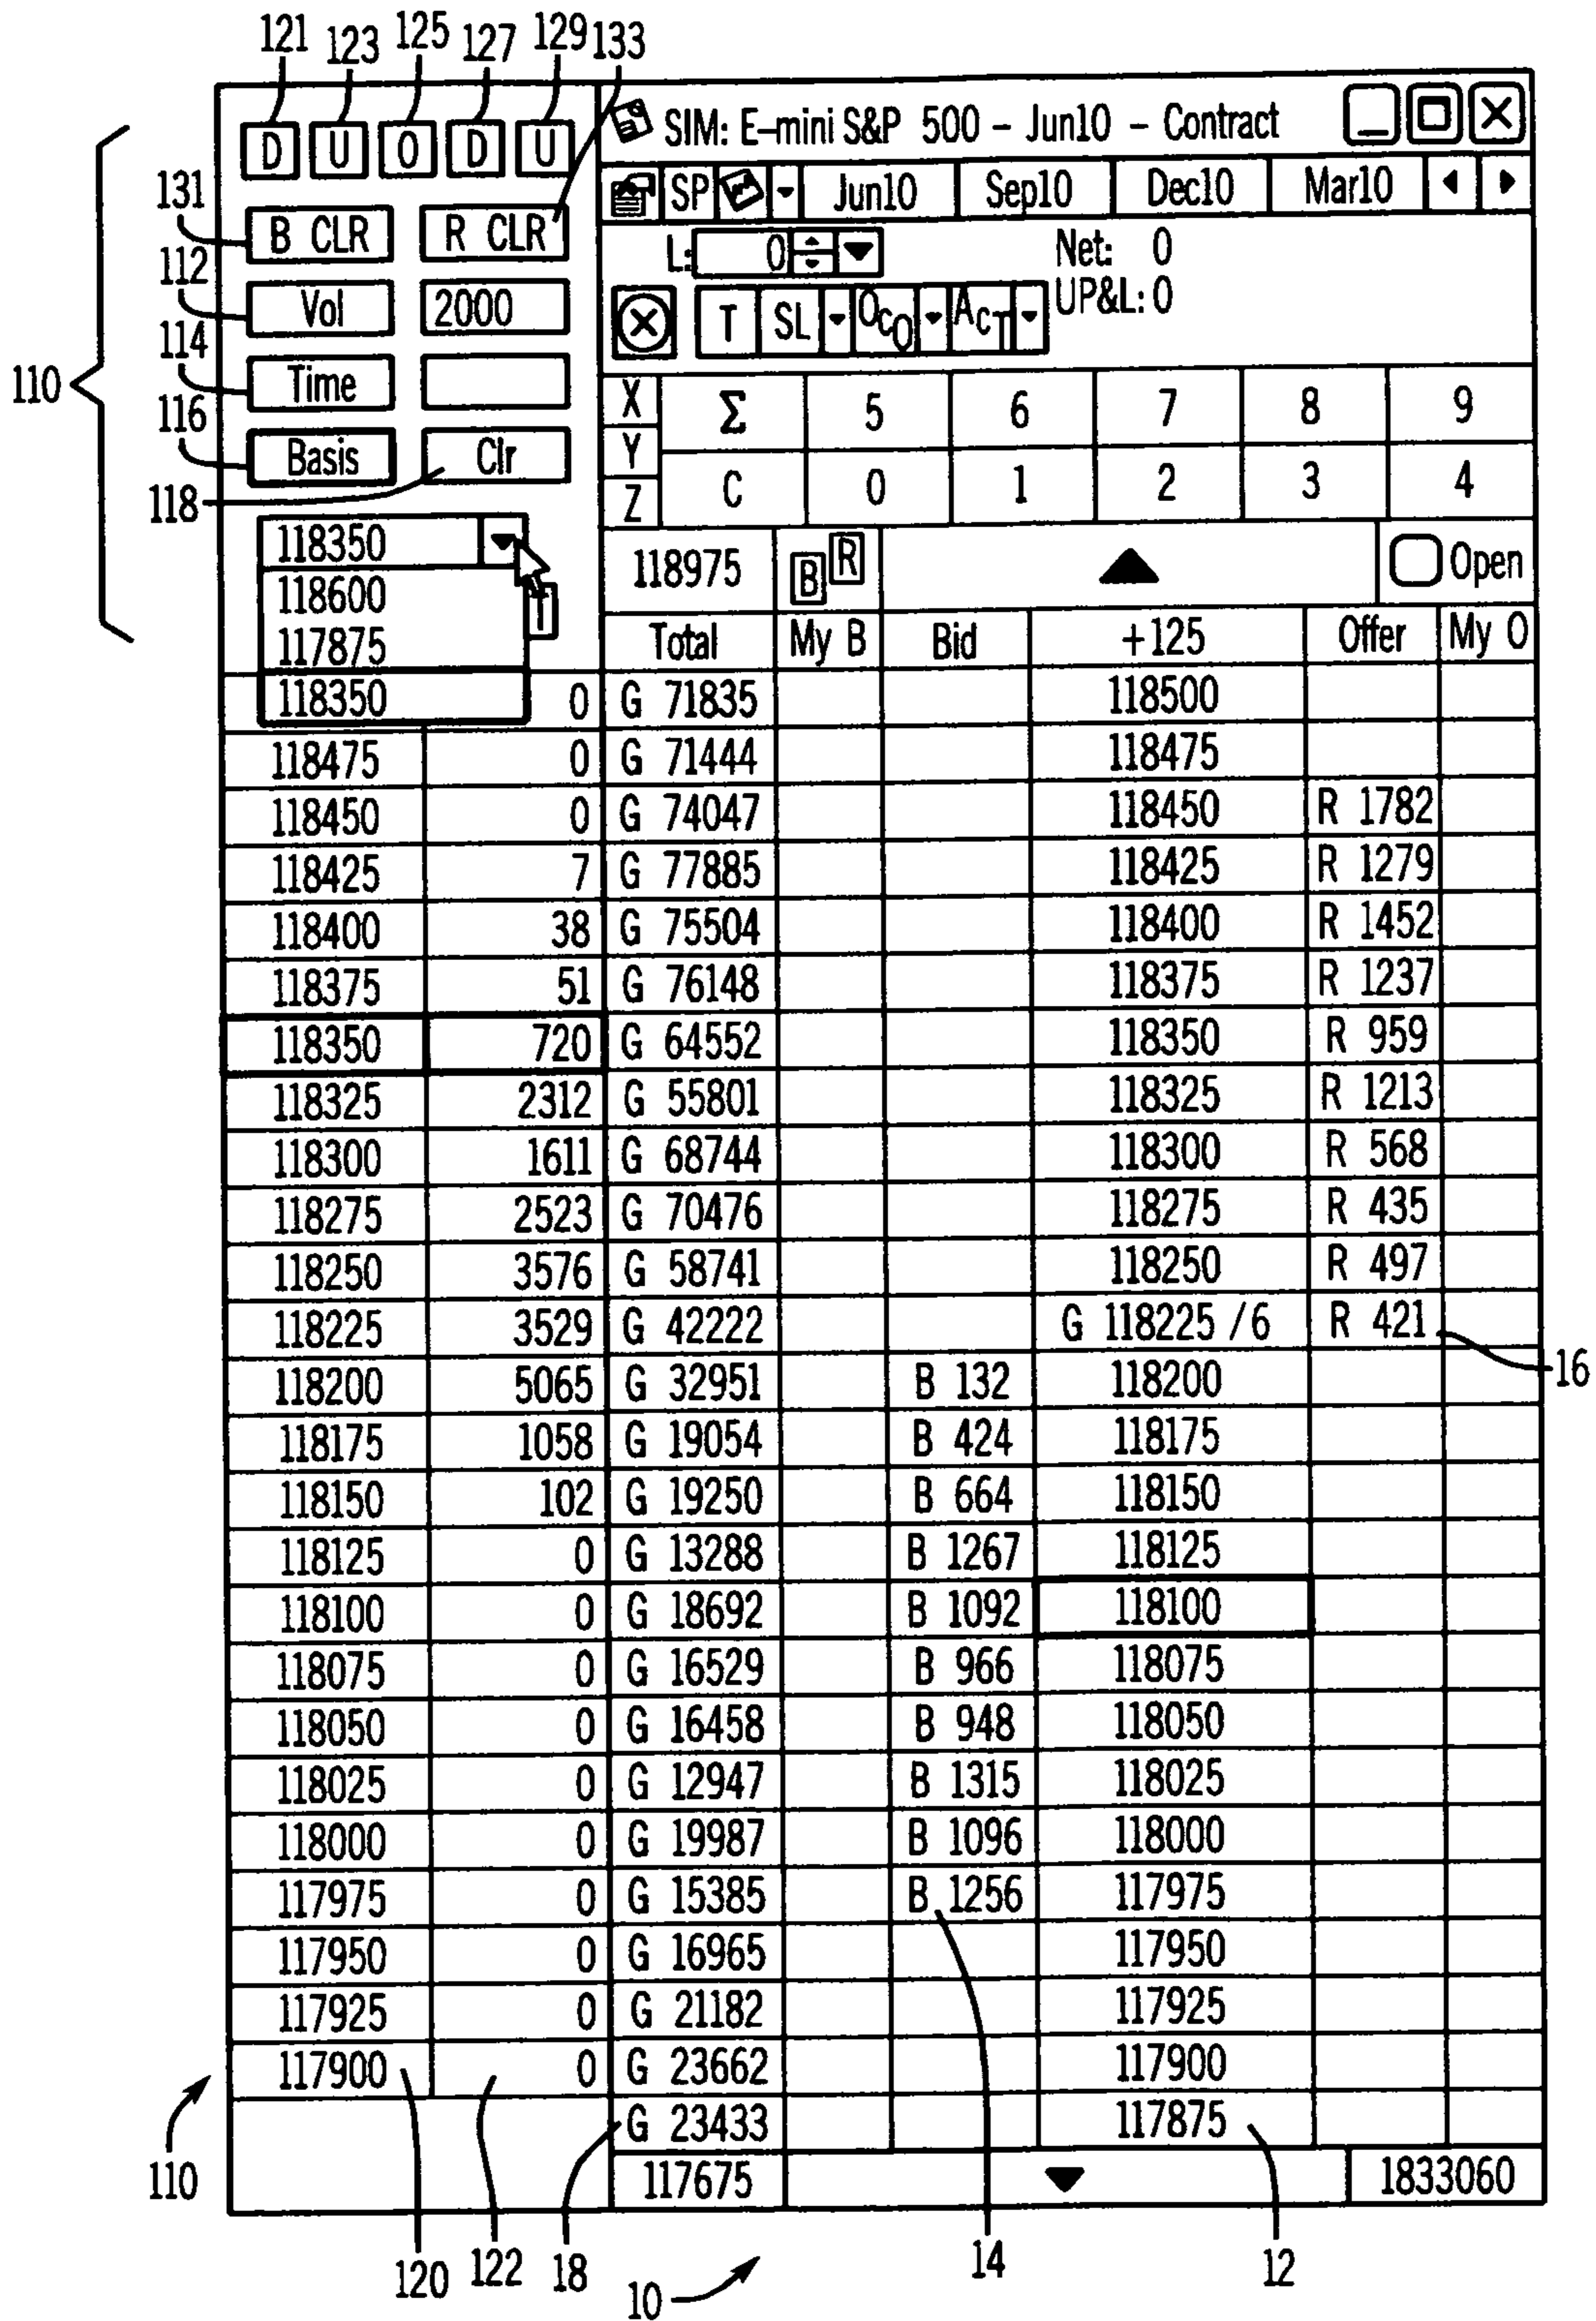 121 123 125 127 129 133
D U O D U
SIM: E-mini S&P 500 - Jun10 - Contract
SP Jun10 Sep10 Dec10 Mar10
131
B CLR R CLR
L: 0 Net: 0
UP&L: 0
112
Vol 2000
T SL OCO ACT
114
110
Time
116
Basis Clr
118
X Σ 5 6 7 8 9
Y
Z C 0 1 2 3 4
118350
118600
117875
118350
118975 B R Open
Total My B Bid +125 Offer My O
0 G 71835 118500
118475 0 G 71444 118475
118450 0 G 74047 118450 R 1782
118425 7 G 77885 118425 R 1279
118400 38 G 75504 118400 R 1452
118375 51 G 76148 118375 R 1237
118350 720 G 64552 118350 R 959
118325 2312 G 55801 118325 R 1213
118300 1611 G 68744 118300 R 568
118275 2523 G 70476 118275 R 435
118250 3576 G 58741 118250 R 497
118225 3529 G 42222 G 118225 /6 R 421
16
118200 5065 G 32951 B 132 118200
118175 1058 G 19054 B 424 118175
118150 102 G 19250 B 664 118150
118125 0 G 13288 B 1267 118125
118100 0 G 18692 B 1092 118100
118075 0 G 16529 B 966 118075
118050 0 G 16458 B 948 118050
118025 0 G 12947 B 1315 118025
118000 0 G 19987 B 1096 118000
117975 0 G 15385 B 1256 117975
117950 0 G 16965 117950
117925 0 G 21182 117925
117900 0 G 23662 117900
G 23433 117875
110
117675 1833060
120 122 18 10 14 12